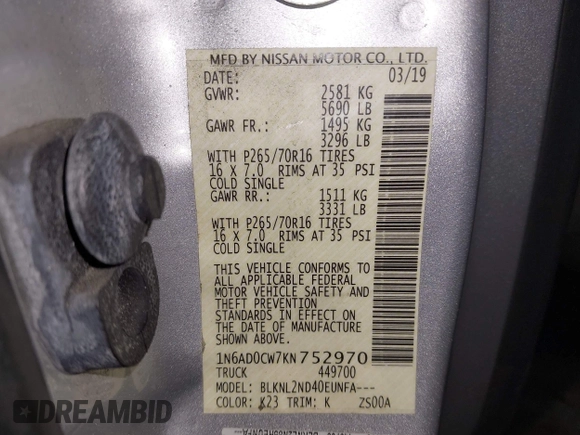 MFD BY NISSAN MOTOR CO., LTD.
DATE: 03/19
GVWR: 2581 KG
5690 LB
GAWR FR.: 1495 KG
3296 LB
WITH P265/70R16 TIRES
16 X 7.0 RIMS AT 35 PSI
COLD SINGLE
GAWR RR.: 1511 KG
3331 LB
WITH P265/70R16 TIRES
16 X 7.0 RIMS AT 35 PSI
COLD SINGLE
THIS VEHICLE CONFORMS TO
ALL APPLICABLE FEDERAL
MOTOR VEHICLE SAFETY AND
THEFT PREVENTION
STANDARDS IN EFFECT ON
THE DATE OF MANUFACTURE
SHOWN ABOVE.
1N6AD0CW7KN752970
TRUCK 449700
MODEL: BLKNL2ND40EUNFA---
COLOR: K23 TRIM: K ZS00A
DRIVEN BY AUTOBIDMASTER
AUTOBID